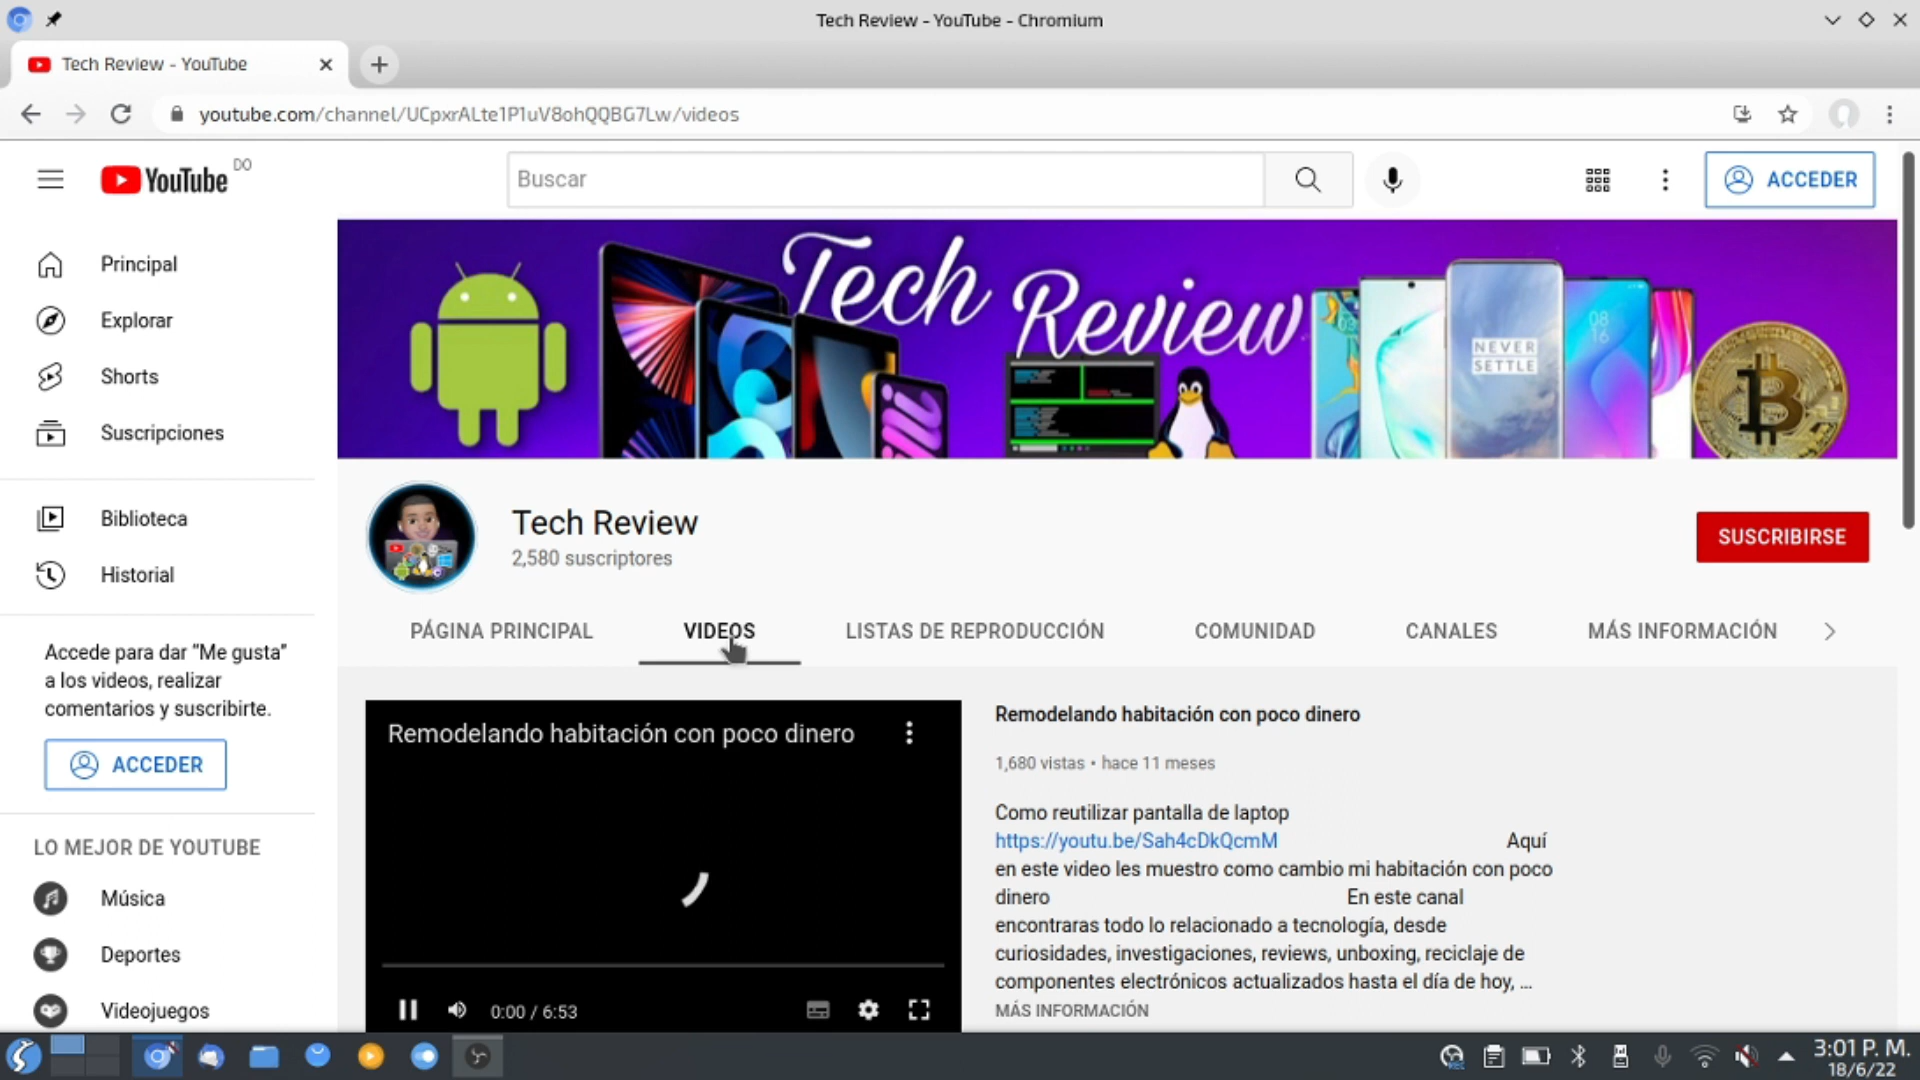 Tech Review - YouTube - Chromium
Tech Review - YouTube
youtube.com/channel/UCpxrALte1P1uV8ohQQBG7Lw/videos
YouTube DO
Buscar
ACCEDER
Principal
Explorar
Shorts
Suscripciones
Biblioteca
Historial
Accede para dar “Me gusta”
a los videos, realizar
comentarios y suscribirte.
ACCEDER
LO MEJOR DE YOUTUBE
Música
Deportes
Videojuegos
Tech Review
NEVER
SETTLE
08
16
Tech Review
2,580 suscriptores
SUSCRIBIRSE
PÁGINA PRINCIPAL
VIDEOS
LISTAS DE REPRODUCCIÓN
COMUNIDAD
CANALES
MÁS INFORMACIÓN
Remodelando habitación con poco dinero
0:00 / 6:53
Remodelando habitación con poco dinero
1,680 vistas • hace 11 meses
Como reutilizar pantalla de laptop
https://youtu.be/Sah4cDkQcmM Aquí
en este video les muestro como cambio mi habitación con poco
dinero En este canal
encontraras todo lo relacionado a tecnología, desde
curiosidades, investigaciones, reviews, unboxing, reciclaje de
componentes electrónicos actualizados hasta el día de hoy, ...
MÁS INFORMACIÓN
3:01 P. M.
18/6/22